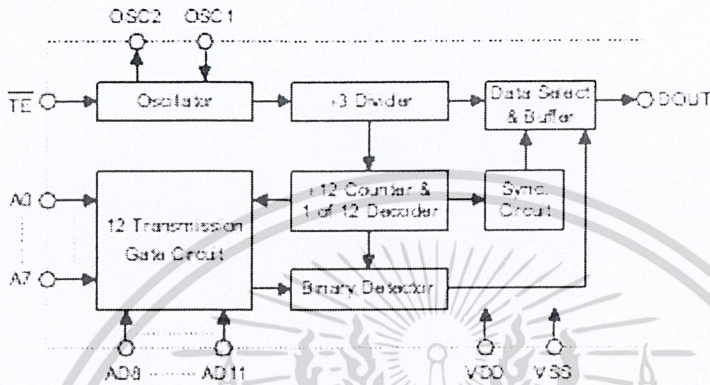 OSC2 OSC1
TE
Oscillator
÷3 Divider
Data Select
& Buffer
DOUT
A0
A7
12 Transmission
Gate Circuit
÷12 Counter &
1 of 12 Decoder
Sync.
Circuit
Binary Detector
AD8 AD11
VDD VSS